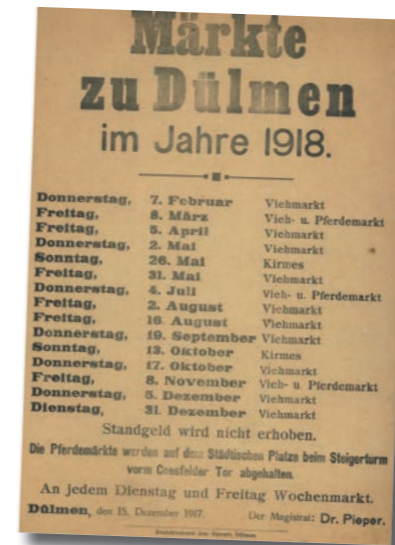 Märkte
zu Dülmen
im Jahre 1918.
Donnerstag, 7. Februar Viehmarkt
Freitag, 8. März Vieh- u. Pferdemarkt
Freitag, 5. April Viehmarkt
Donnerstag, 2. Mai Viehmarkt
Sonntag, 26. Mai Kirmes
Freitag, 31. Mai Viehmarkt
Donnerstag, 4. Juli Vieh- u. Pferdemarkt
Freitag, 2. August Viehmarkt
Freitag, 16. August Viehmarkt
Donnerstag, 19. September Viehmarkt
Sonntag, 13. Oktober Kirmes
Donnerstag, 17. Oktober Viehmarkt
Freitag, 8. November Vieh- u. Pferdemarkt
Donnerstag, 5. Dezember Viehmarkt
Dienstag, 31. Dezember Viehmarkt
Standgeld wird nicht erhoben.
Die Pferdemärkte werden auf dem Städtischen Platze beim Steigerturm
vorm Coesfelder Tor abgehalten.
An jedem Dienstag und Freitag Wochenmarkt.
Dülmen, den 15. Dezember 1917. Der Magistrat: Dr. Pieper.